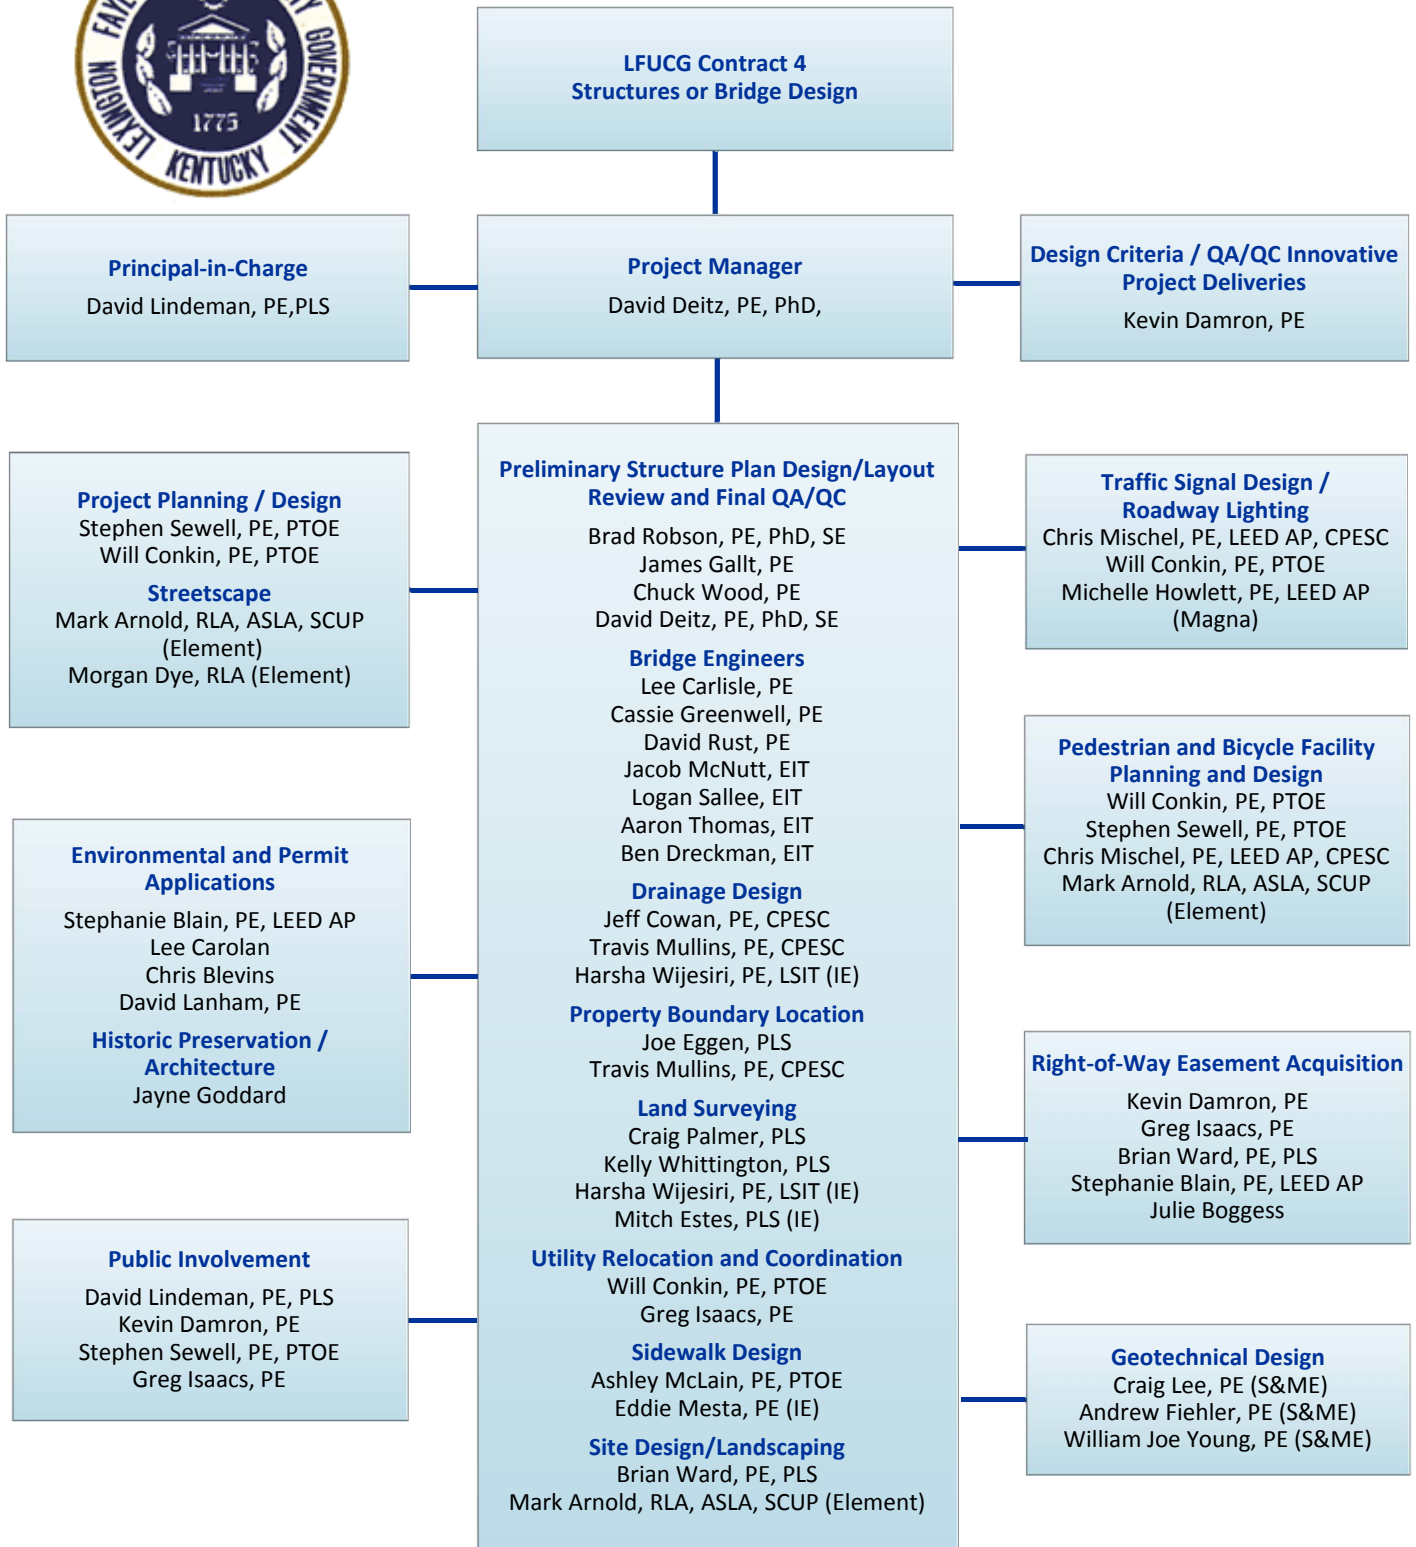 FAYE
RY GOVERNMENT
LEXINGTON
1775
KENTUCKY
LFUCG Contract 4
Structures or Bridge Design
Principal-in-Charge
David Lindeman, PE,PLS
Project Manager
David Deitz, PE, PhD,
Design Criteria / QA/QC Innovative
Project Deliveries
Kevin Damron, PE
Project Planning / Design
Stephen Sewell, PE, PTOE
Will Conkin, PE, PTOE
Streetscape
Mark Arnold, RLA, ASLA, SCUP
(Element)
Morgan Dye, RLA (Element)
Environmental and Permit
Applications
Stephanie Blain, PE, LEED AP
Lee Carolan
Chris Blevins
David Lanham, PE
Historic Preservation /
Architecture
Jayne Goddard
Public Involvement
David Lindeman, PE, PLS
Kevin Damron, PE
Stephen Sewell, PE, PTOE
Greg Isaacs, PE
Preliminary Structure Plan Design/Layout
Review and Final QA/QC
Brad Robson, PE, PhD, SE
James Gallt, PE
Chuck Wood, PE
David Deitz, PE, PhD, SE
Bridge Engineers
Lee Carlisle, PE
Cassie Greenwell, PE
David Rust, PE
Jacob McNutt, EIT
Logan Sallee, EIT
Aaron Thomas, EIT
Ben Dreckman, EIT
Drainage Design
Jeff Cowan, PE, CPESC
Travis Mullins, PE, CPESC
Harsha Wijesiri, PE, LSIT (IE)
Property Boundary Location
Joe Eggen, PLS
Travis Mullins, PE, CPESC
Land Surveying
Craig Palmer, PLS
Kelly Whittington, PLS
Harsha Wijesiri, PE, LSIT (IE)
Mitch Estes, PLS (IE)
Utility Relocation and Coordination
Will Conkin, PE, PTOE
Greg Isaacs, PE
Sidewalk Design
Ashley McLain, PE, PTOE
Eddie Mesta, PE (IE)
Site Design/Landscaping
Brian Ward, PE, PLS
Mark Arnold, RLA, ASLA, SCUP (Element)
Traffic Signal Design /
Roadway Lighting
Chris Mischel, PE, LEED AP, CPESC
Will Conkin, PE, PTOE
Michelle Howlett, PE, LEED AP
(Magna)
Pedestrian and Bicycle Facility
Planning and Design
Will Conkin, PE, PTOE
Stephen Sewell, PE, PTOE
Chris Mischel, PE, LEED AP, CPESC
Mark Arnold, RLA, ASLA, SCUP
(Element)
Right-of-Way Easement Acquisition
Kevin Damron, PE
Greg Isaacs, PE
Brian Ward, PE, PLS
Stephanie Blain, PE, LEED AP
Julie Boggess
Geotechnical Design
Craig Lee, PE (S&ME)
Andrew Fiehler, PE (S&ME)
William Joe Young, PE (S&ME)